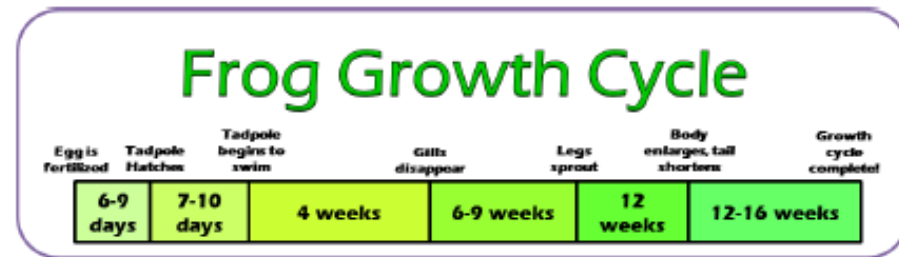 Frog Growth Cycle
Egg is
fertilized
Tadpole
Hatches
Tadpole
begins to
swim
Gills
disappear
Legs
sprout
Body
enlarges, tail
shortens
Growth
cycle
complete!
6-9
days
7-10
days
4 weeks
6-9 weeks
12
weeks
12-16 weeks